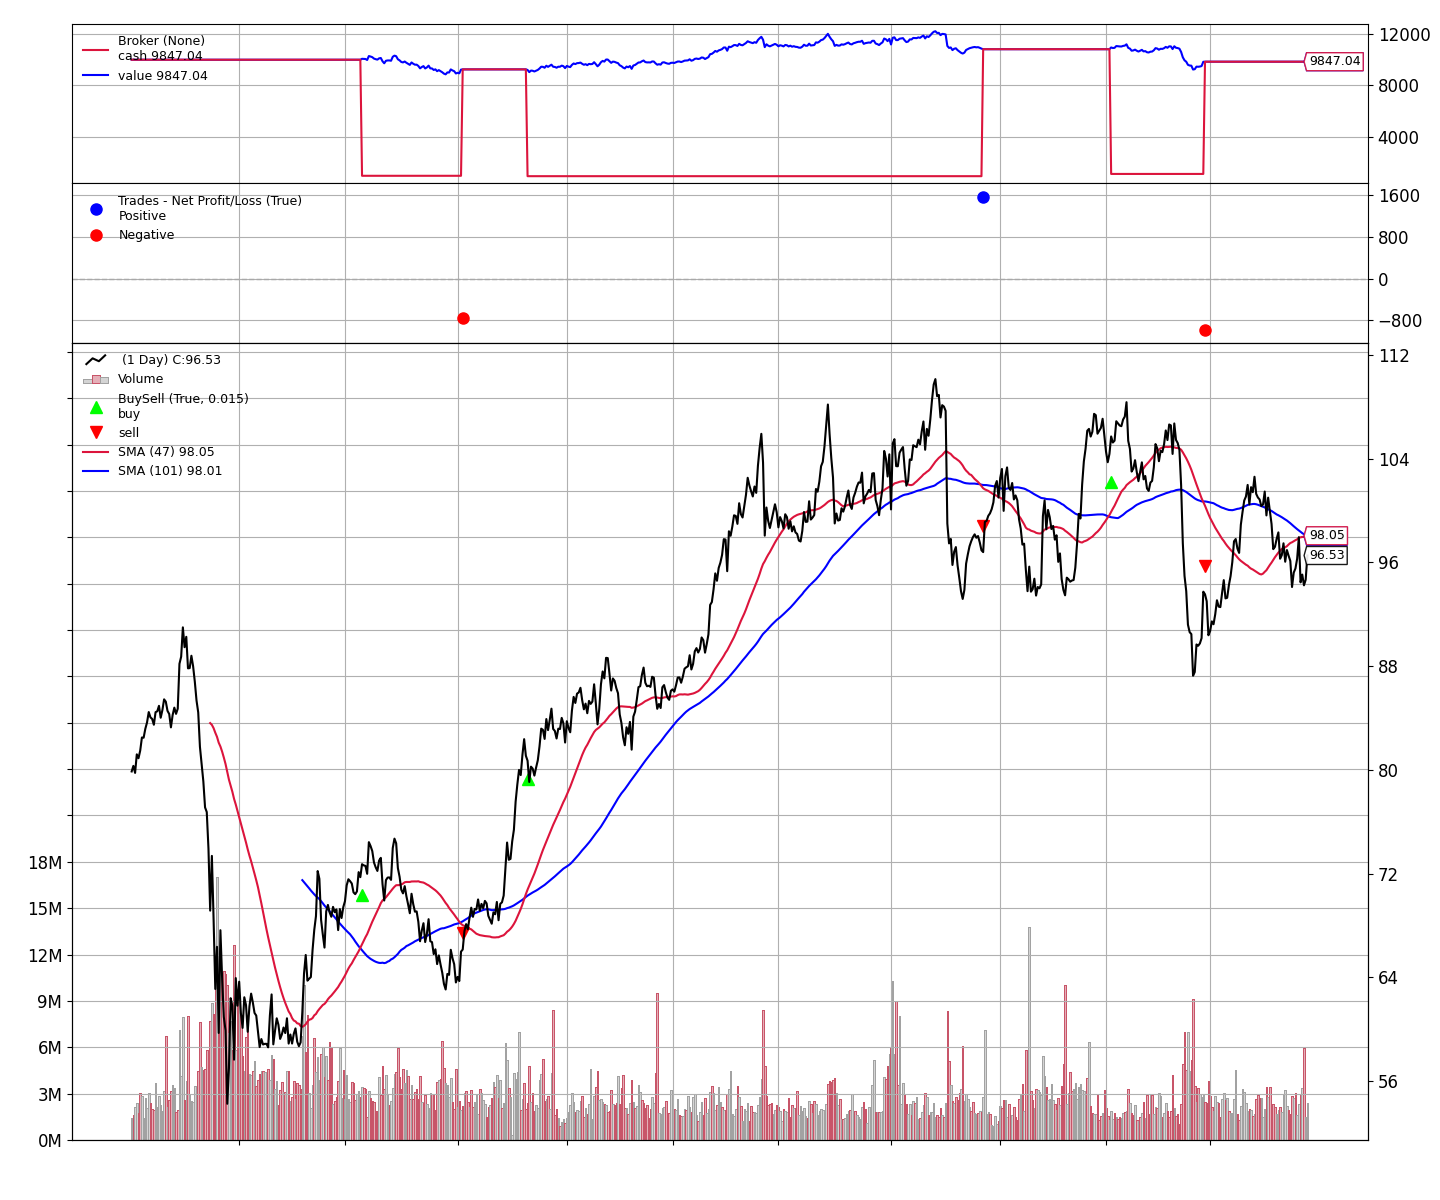 Broker (None)
cash 9847.04
value 9847.04
12000
9847.04
8000
4000
Trades - Net Profit/Loss (True)
Positive
Negative
1600
800
0
−800
(1 Day) C:96.53
Volume
BuySell (True, 0.015)
buy
sell
SMA (47) 98.05
SMA (101) 98.01
112
104
98.05
96.53
96
88
80
72
64
56
18M
15M
12M
9M
6M
3M
0M